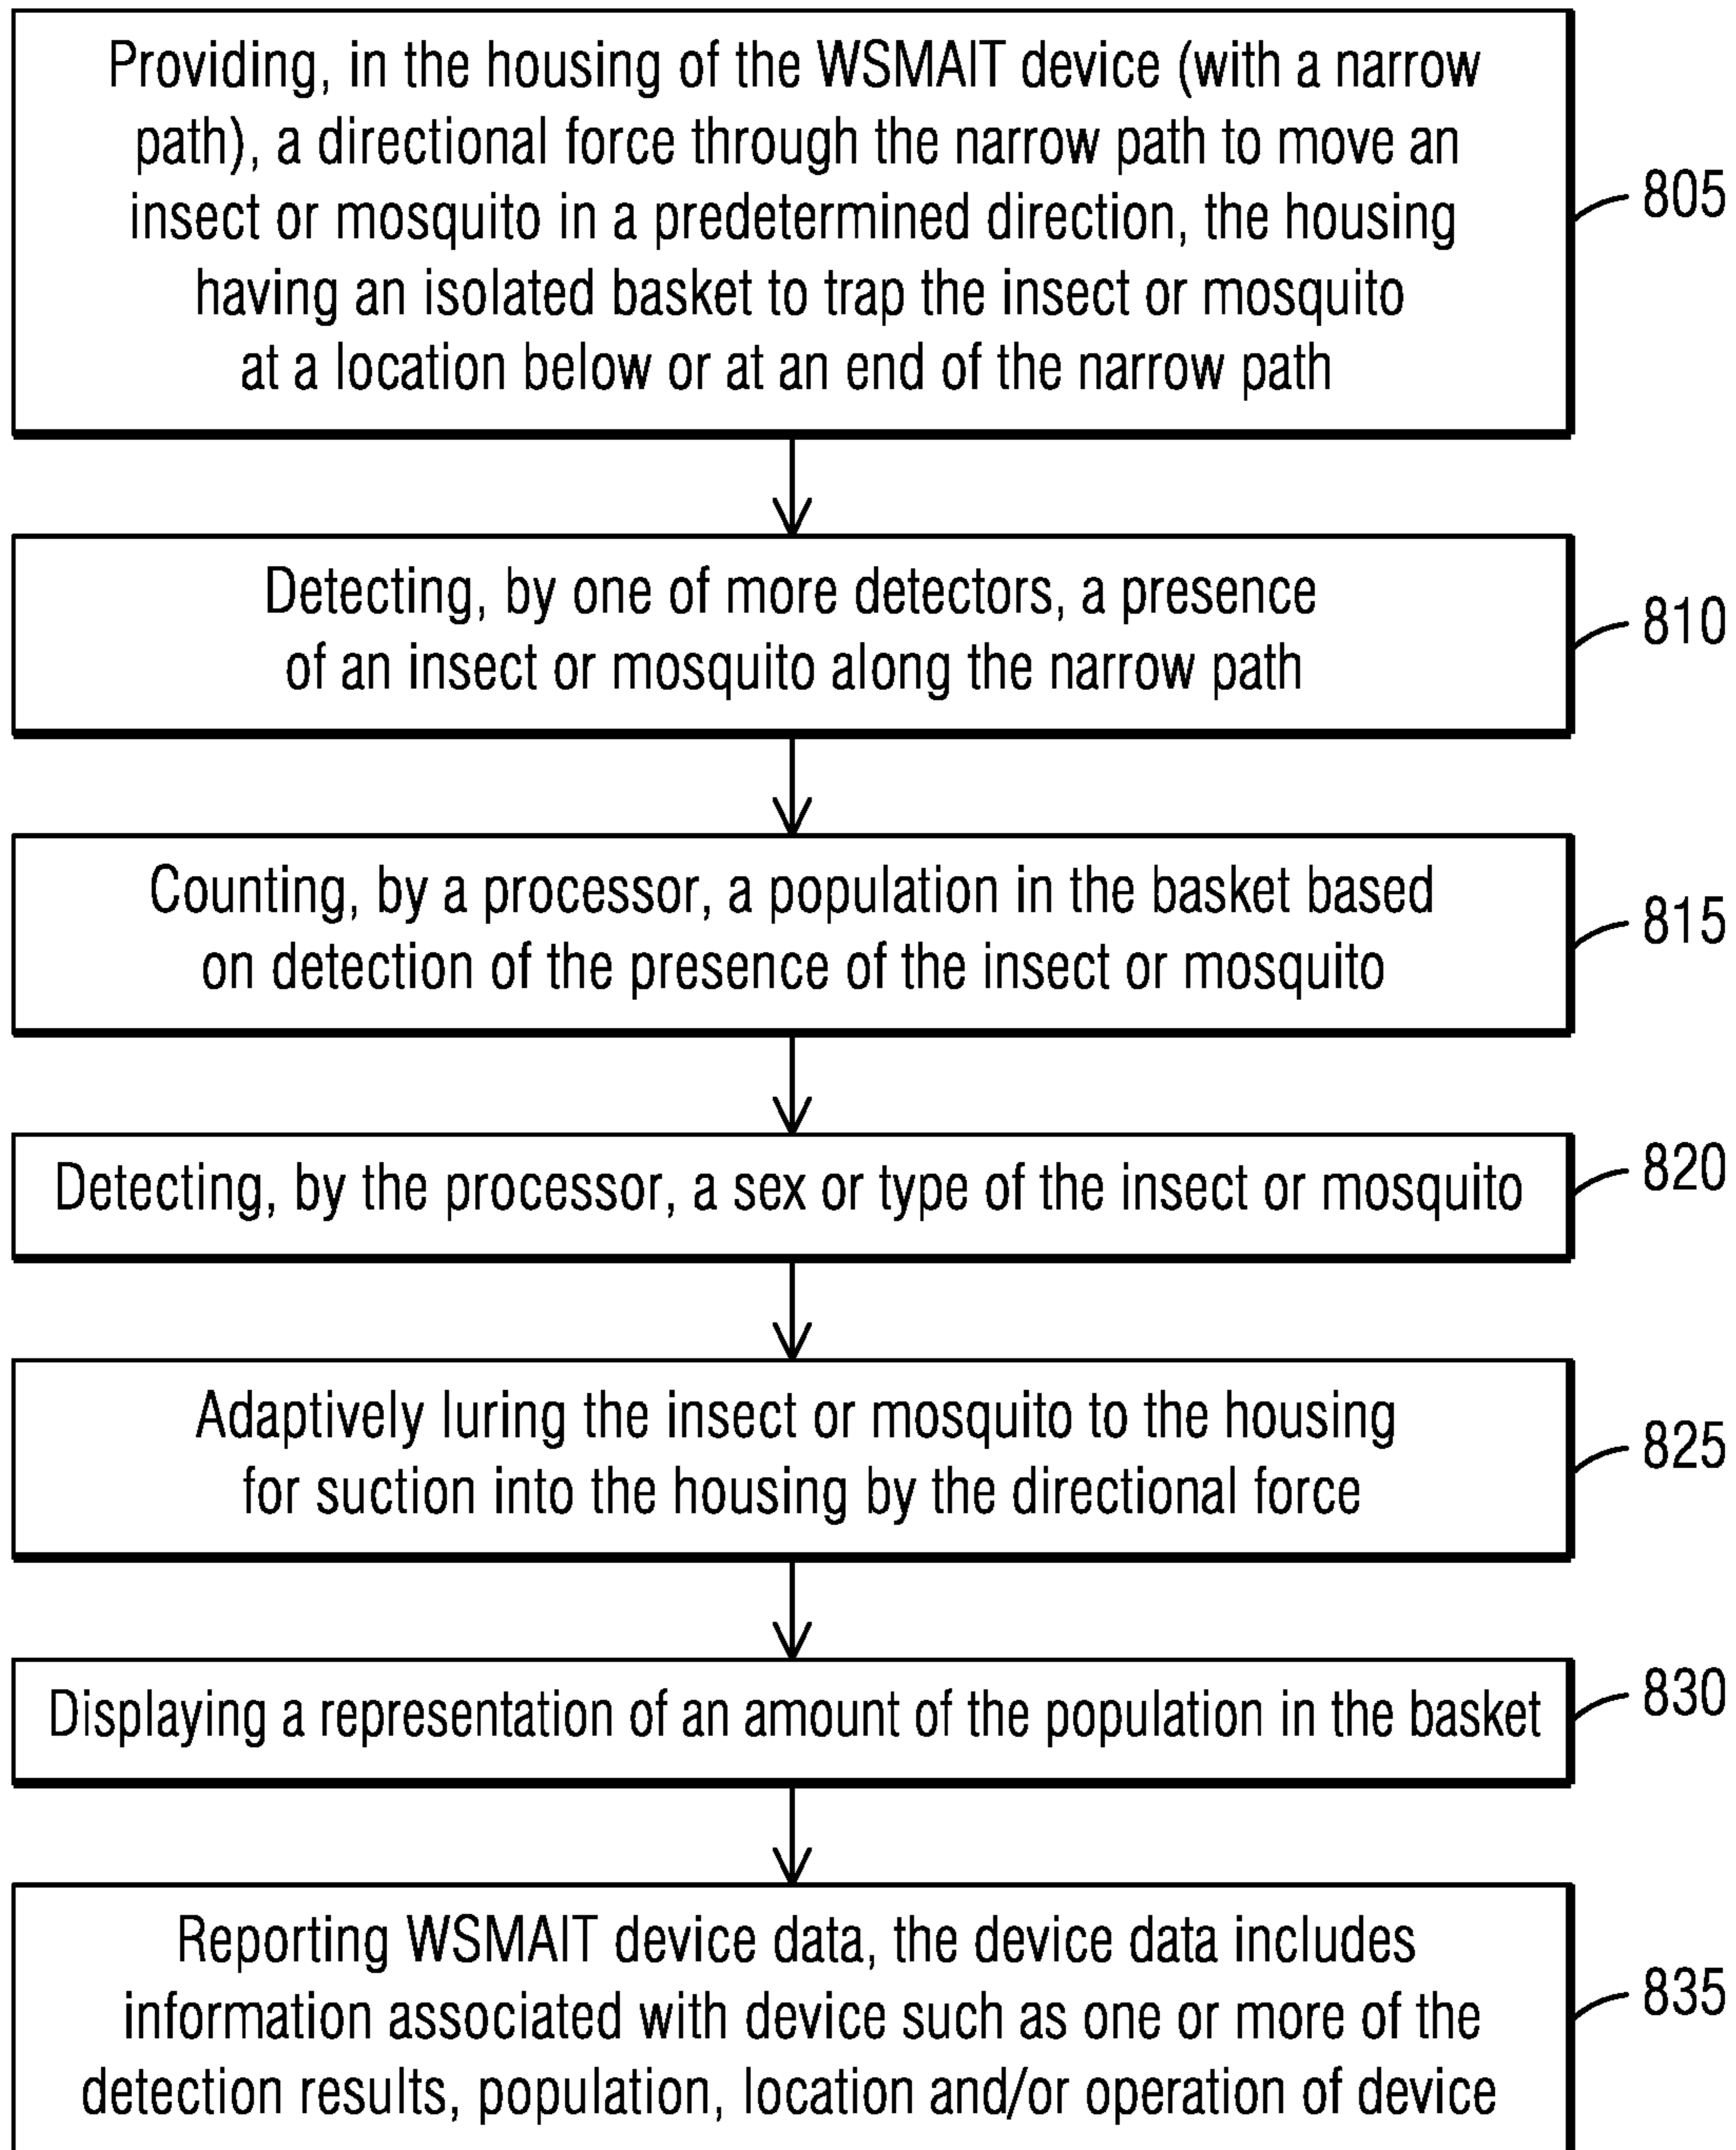 Providing, in the housing of the WSMAIT device (with a narrow
path), a directional force through the narrow path to move an
insect or mosquito in a predetermined direction, the housing
having an isolated basket to trap the insect or mosquito
at a location below or at an end of the narrow path
805
Detecting, by one of more detectors, a presence
of an insect or mosquito along the narrow path
810
Counting, by a processor, a population in the basket based
on detection of the presence of the insect or mosquito
815
Detecting, by the processor, a sex or type of the insect or mosquito
820
Adaptively luring the insect or mosquito to the housing
for suction into the housing by the directional force
825
Displaying a representation of an amount of the population in the basket
830
Reporting WSMAIT device data, the device data includes
information associated with device such as one or more of the
detection results, population, location and/or operation of device
835